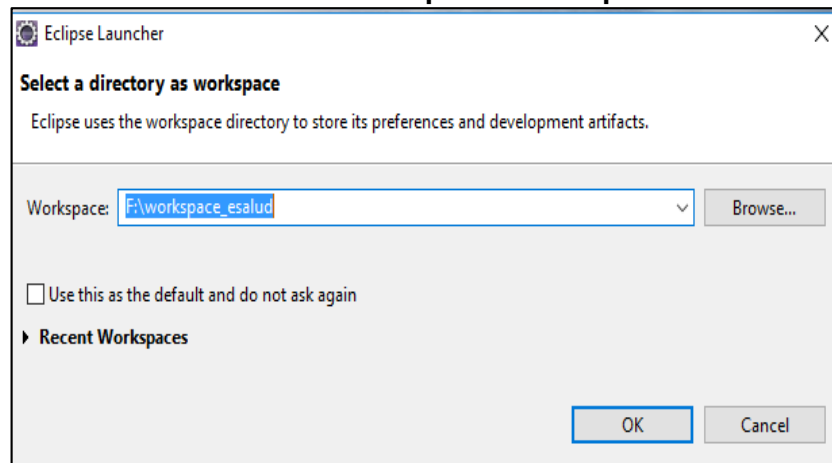 Eclipse Launcher
Select a directory as workspace
Eclipse uses the workspace directory to store its preferences and development artifacts.
Workspace: F:\workspace_esalud Browse...
Use this as the default and do not ask again
Recent Workspaces
OK Cancel